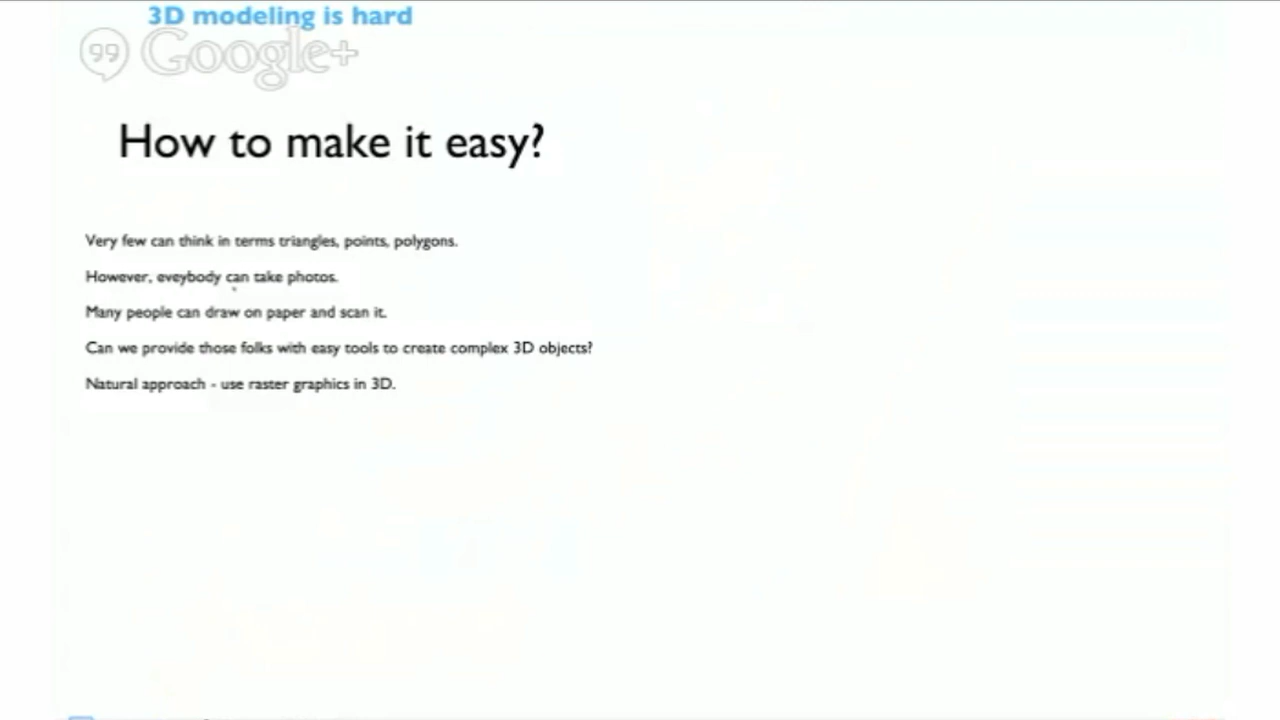 3D modeling is hard
Google+
How to make it easy?
Very few can think in terms triangles, points, polygons.
However, eveybody can take photos.
Many people can draw on paper and scan it.
Can we provide those folks with easy tools to create complex 3D objects?
Natural approach - use raster graphics in 3D.